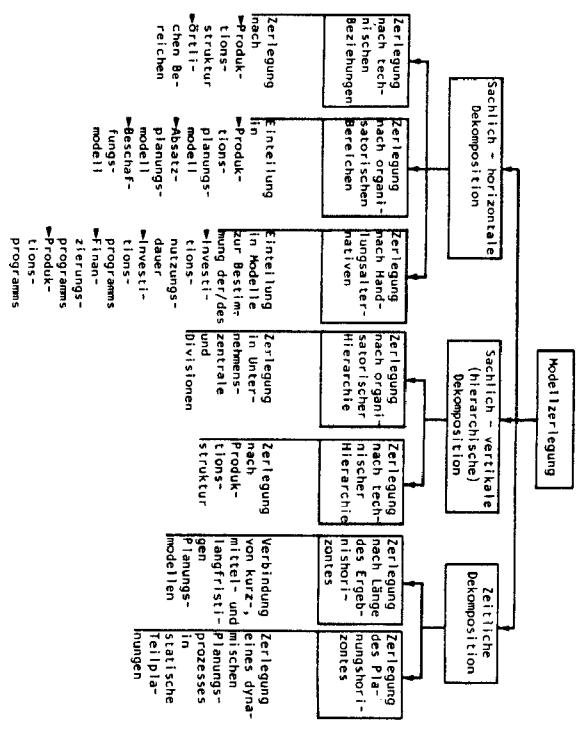 Modellzerlegung
Sachlich - horizontale
Dekomposition
Sachlich - vertikale
(hierarchische)
Dekomposition
Zeitliche
Dekomposition
Zerlegung
nach tech-
nischen
Beziehungen
Zerlegung
nach organi-
satorischen
Bereichen
Zerlegung
nach Hand-
lungsalter-
nativen
Zerlegung
nach organi-
satorischer
Hierarchie
Zerlegung
nach tech-
nischer
Hierarchie
Zerlegung
nach Länge
des Ergeb-
nishori-
zontes
Zerlegung
des Pla-
nungshori-
zontes
Zerlegung
nach
Produk-
tions-
struktur
örtli-
chen Be-
reichen
Einteilung
in
Produk-
tions-
planungs-
modell
Absatz-
planungs-
modell
Beschaf-
fungs-
modell
Einteilung
in Modelle
zur Bestim-
mung der/des
Investi-
tions-
nutzungs-
dauer
Investi-
tions-
programms
Finan-
zierungs-
programms
Produk-
tions-
programms
Zerlegung
in Unter-
nehmens-
zentrale
und
Divisionen
Zerlegung
nach
Produk-
tions-
struktur
Verbindung
von kurz-,
mittel- und
langfristi-
gen
Planungs-
modellen
Zerlegung
eines dyna-
mischen
Planungs-
prozesses
in
statische
Teilpla-
nungen